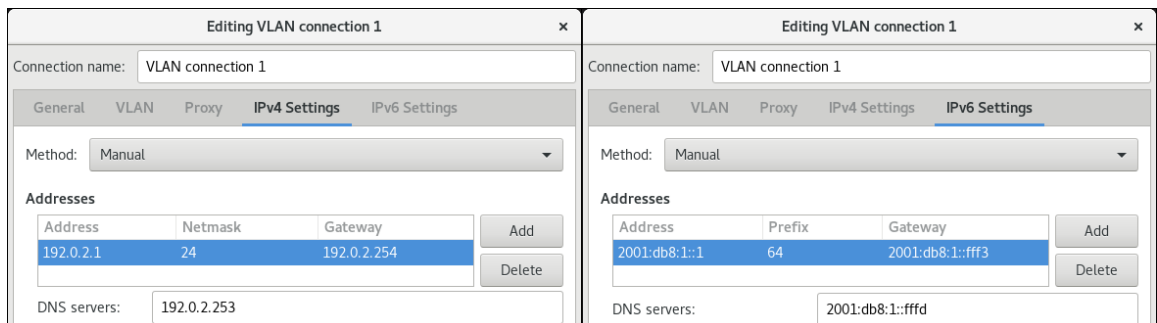 Editing VLAN connection 1
×
Connection name: VLAN connection 1
General VLAN Proxy IPv4 Settings IPv6 Settings
Method: Manual
Addresses
Address Netmask Gateway
192.0.2.1 24 192.0.2.254
Add
Delete
DNS servers: 192.0.2.253
Editing VLAN connection 1
×
Connection name: VLAN connection 1
General VLAN Proxy IPv4 Settings IPv6 Settings
Method: Manual
Addresses
Address Prefix Gateway
2001:db8:1::1 64 2001:db8:1::fff3
Add
Delete
DNS servers: 2001:db8:1::fffd